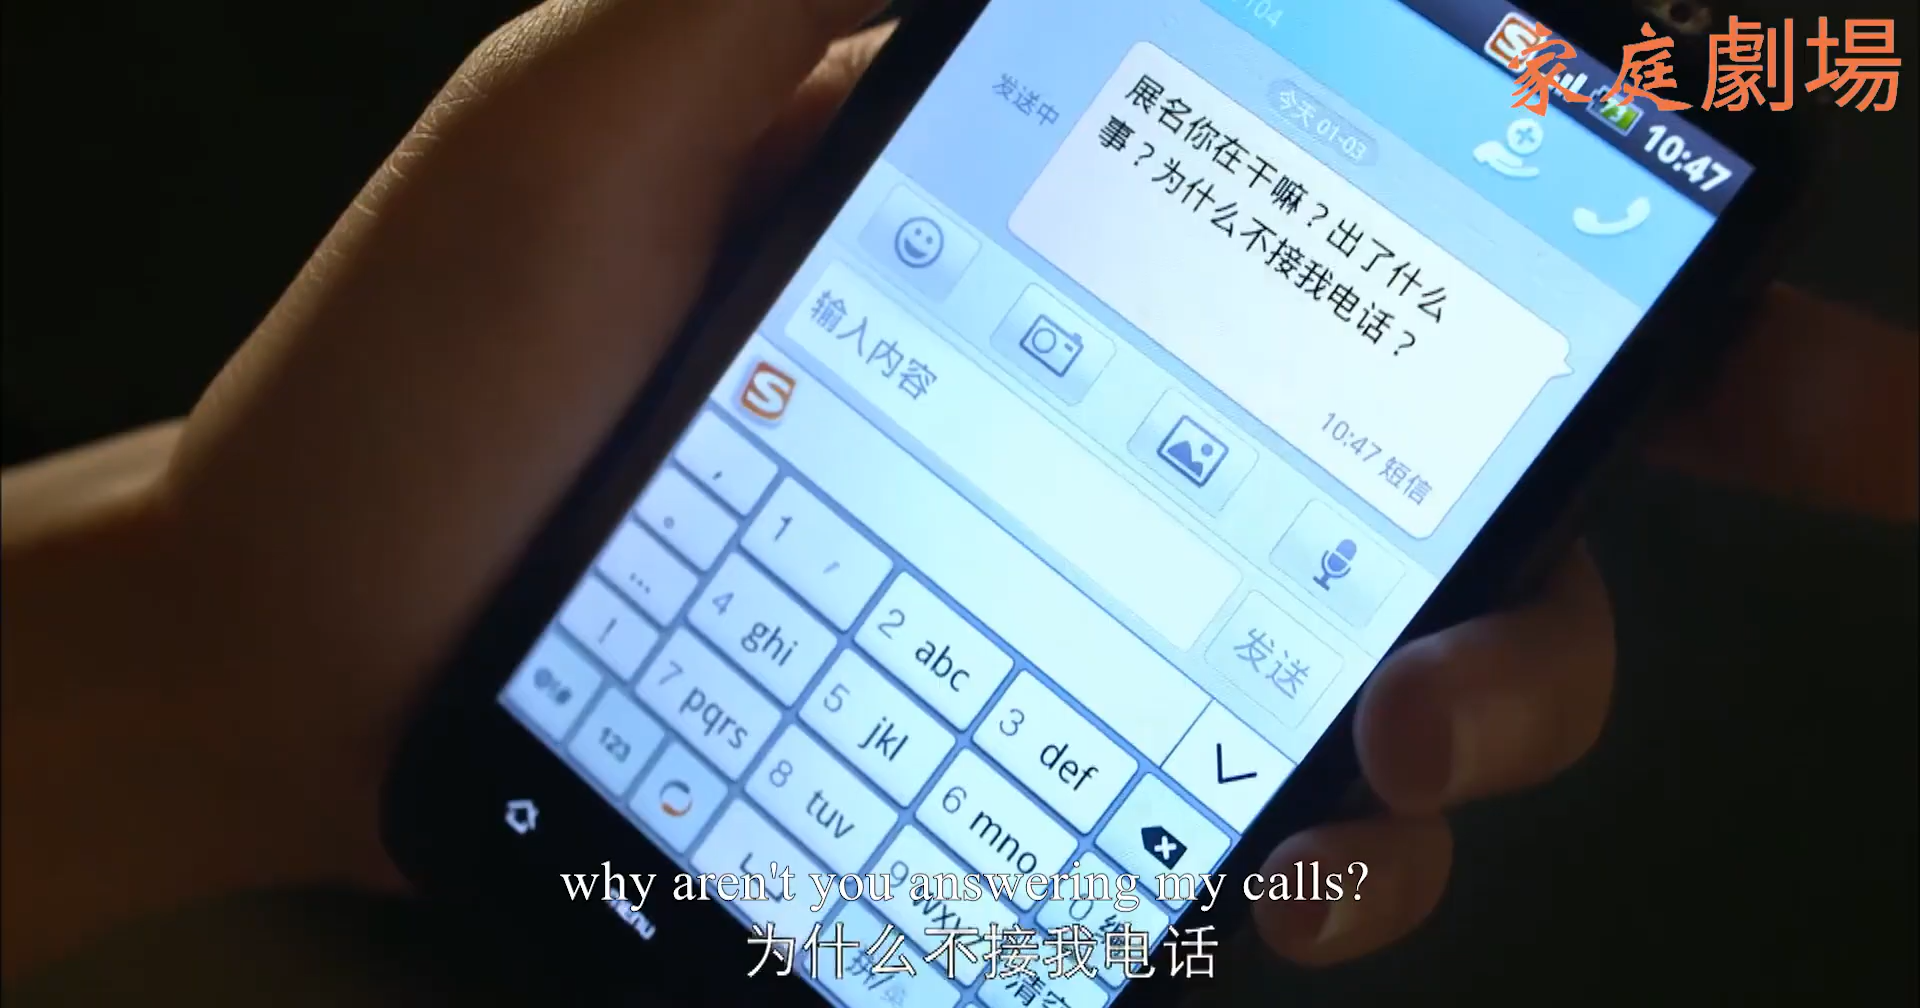 家庭劇場
10:47
今天 01-03
发送中
展名你在干嘛？出了什么
事？为什么不接我电话？
10:47 短信
输入内容
发送
S
,
。
...
!
123
1 ,
2 abc
3 def
4 ghi
5 jkl
6 mno
7 pqrs
8 tuv
9 wxyz
why aren't you answering my calls?
为什么不接我电话